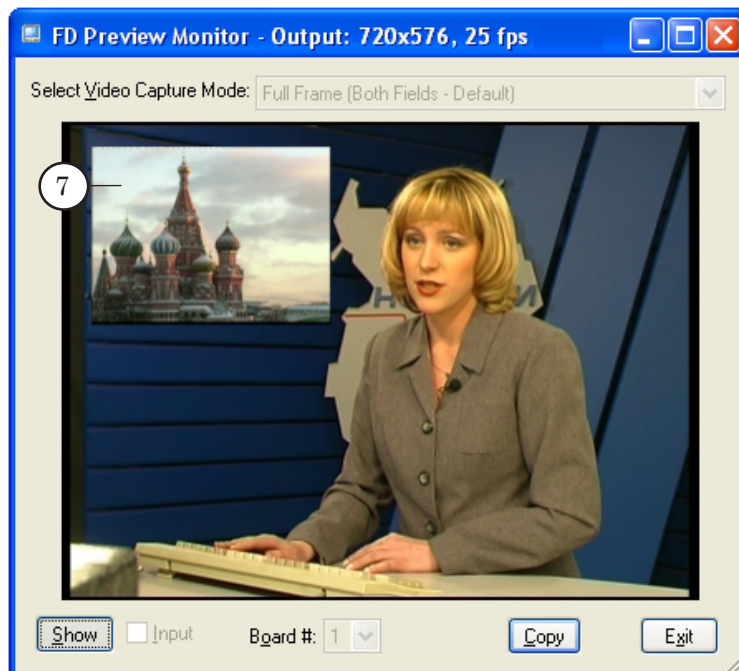 FD Preview Monitor - Output: 720x576, 25 fps
Select Video Capture Mode: Full Frame (Both Fields - Default)
7
Show Input Board #: 1 Copy Exit